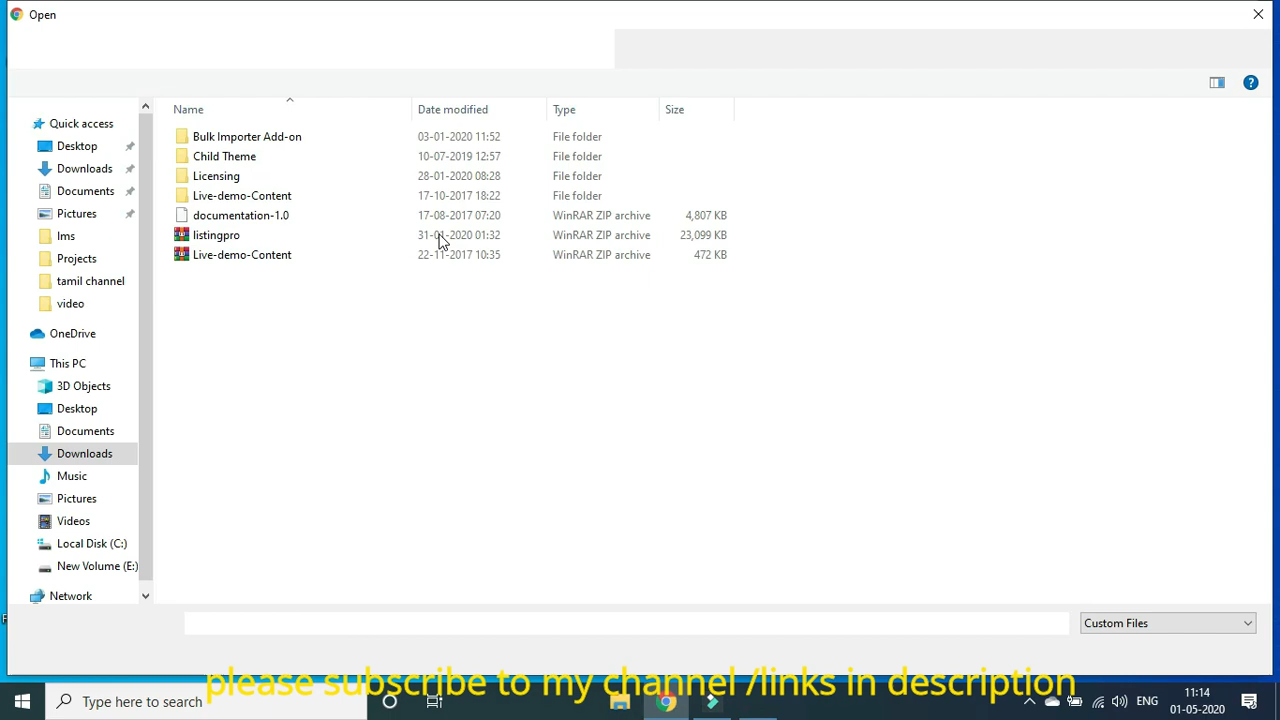 Open
Name Date modified Type Size
Quick access
Desktop
Downloads
Documents
Pictures
lms
Projects
tamil channel
video
OneDrive
This PC
3D Objects
Desktop
Documents
Downloads
Music
Pictures
Videos
Local Disk (C:)
New Volume (E:)
Network
Bulk Importer Add-on 03-01-2020 11:52 File folder
Child Theme 10-07-2019 12:57 File folder
Licensing 28-01-2020 08:28 File folder
Live-demo-Content 17-10-2017 18:22 File folder
documentation-1.0 17-08-2017 07:20 WinRAR ZIP archive 4,807 KB
listingpro 31-01-2020 01:32 WinRAR ZIP archive 23,099 KB
Live-demo-Content 22-11-2017 10:35 WinRAR ZIP archive 472 KB
Custom Files
please subscribe to my channel /links in description
Type here to search
ENG
11:14
01-05-2020